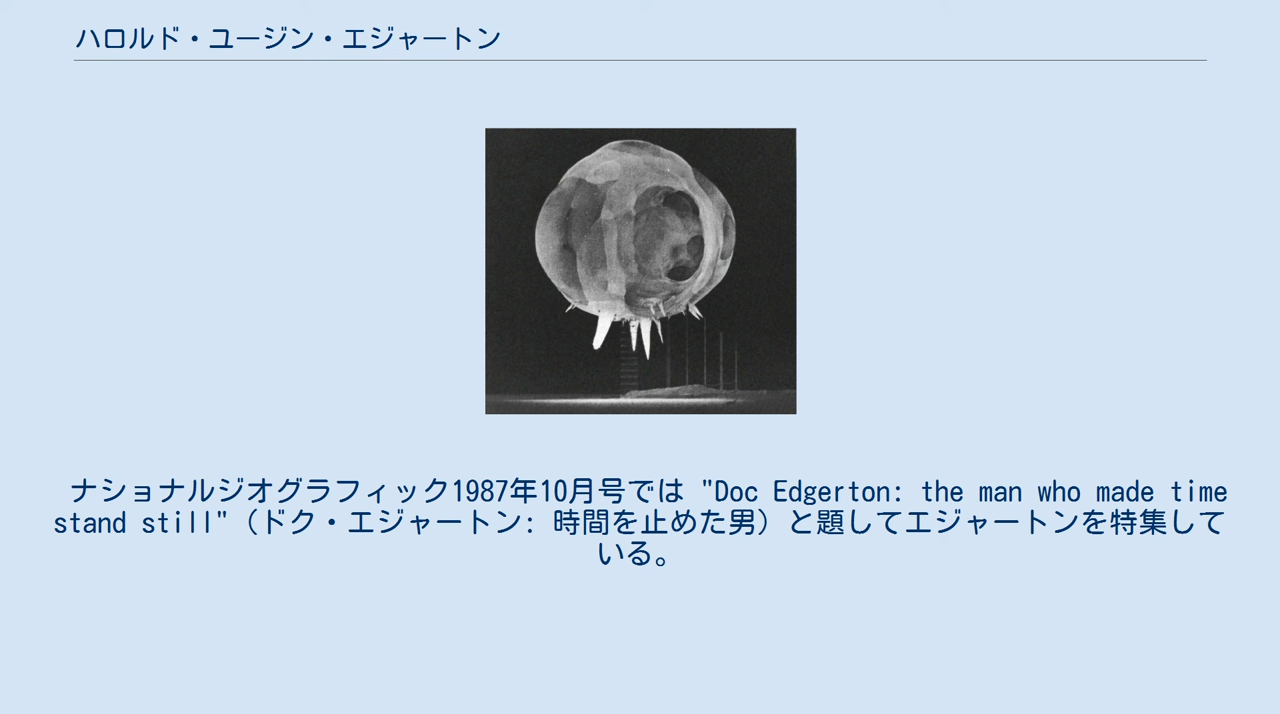 ハロルド・ユージン・エジャートン
ナショナルジオグラフィック1987年10月号では "Doc Edgerton: the man who made time
stand still"（ドク・エジャートン: 時間を止めた男）と題してエジャートンを特集して
いる。